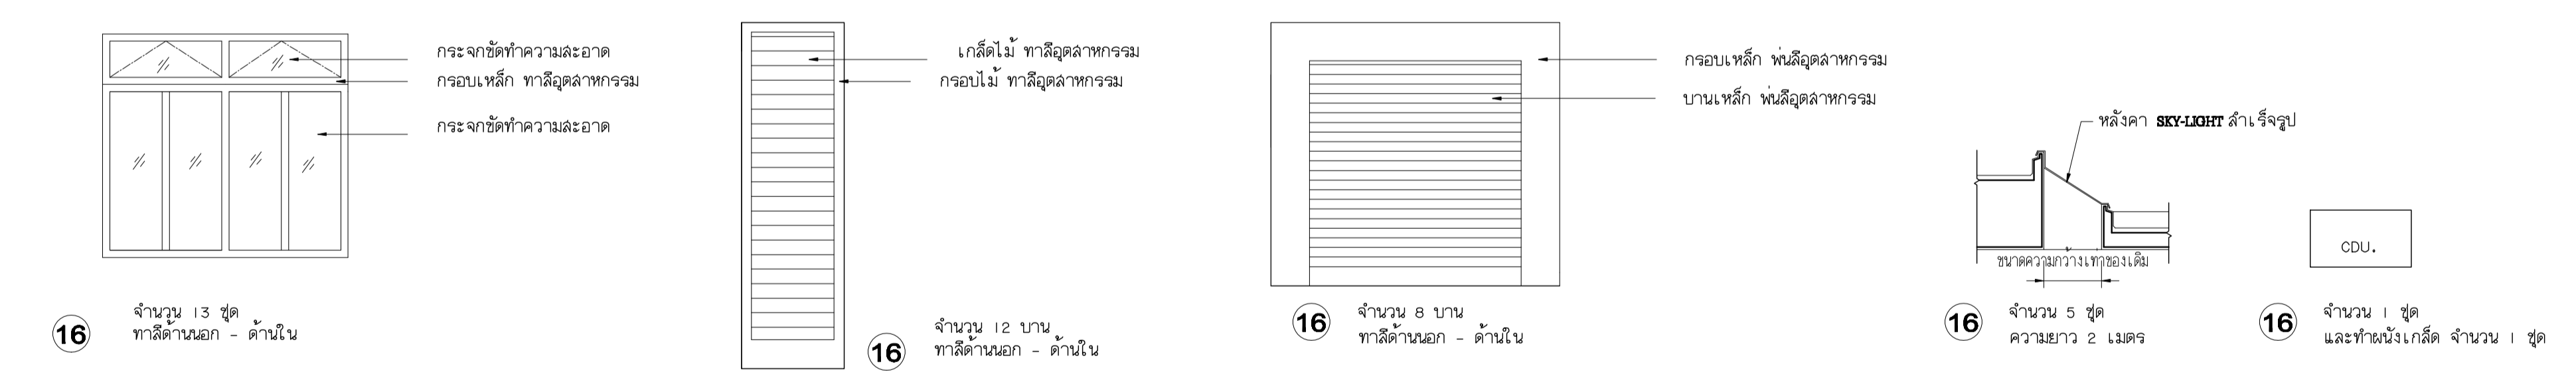 กระจกขัดทำความสะอาด
กรอบเหล็ก ทาสีอุตสาหกรรม
กระจกขัดทำความสะอาด
16
จำนวน 13 ชุด
ทาสีด้านนอก - ด้านใน
เกล็ดไม้ ทาสีอุตสาหกรรม
กรอบไม้ ทาสีอุตสาหกรรม
16
จำนวน 12 บาน
ทาสีด้านนอก - ด้านใน
กรอบเหล็ก พ่นสีอุตสาหกรรม
บานเหล็ก พ่นสีอุตสาหกรรม
16
จำนวน 8 บาน
ทาสีด้านนอก - ด้านใน
หลังคา SKY-LIGHT สำเร็จรูป
ขนาดความกว้างเท่าของเดิม
16
จำนวน 5 ชุด
ความยาว 2 เมตร
CDU.
16
จำนวน 1 ชุด
และทำผนังเกล็ด จำนวน 1 ชุด